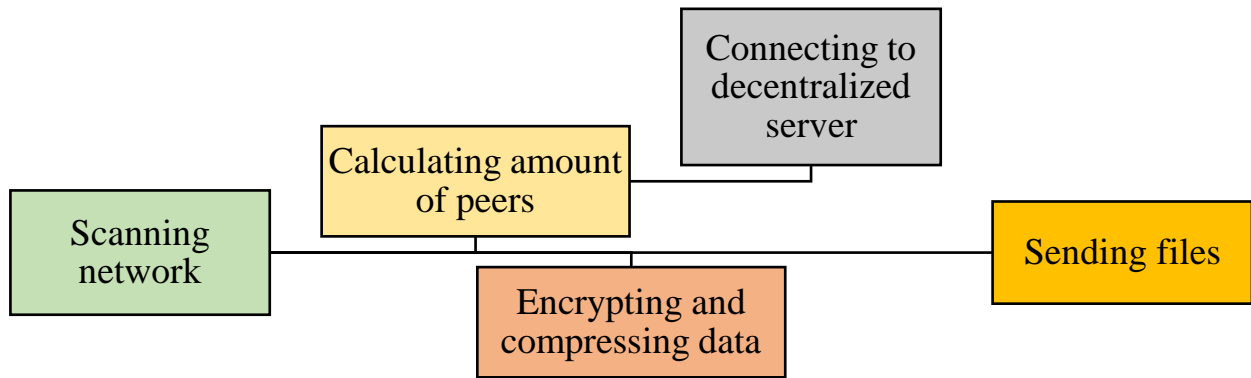 Connecting to
decentralized
server
Calculating amount
of peers
Scanning
network
Sending files
Encrypting and
compressing data